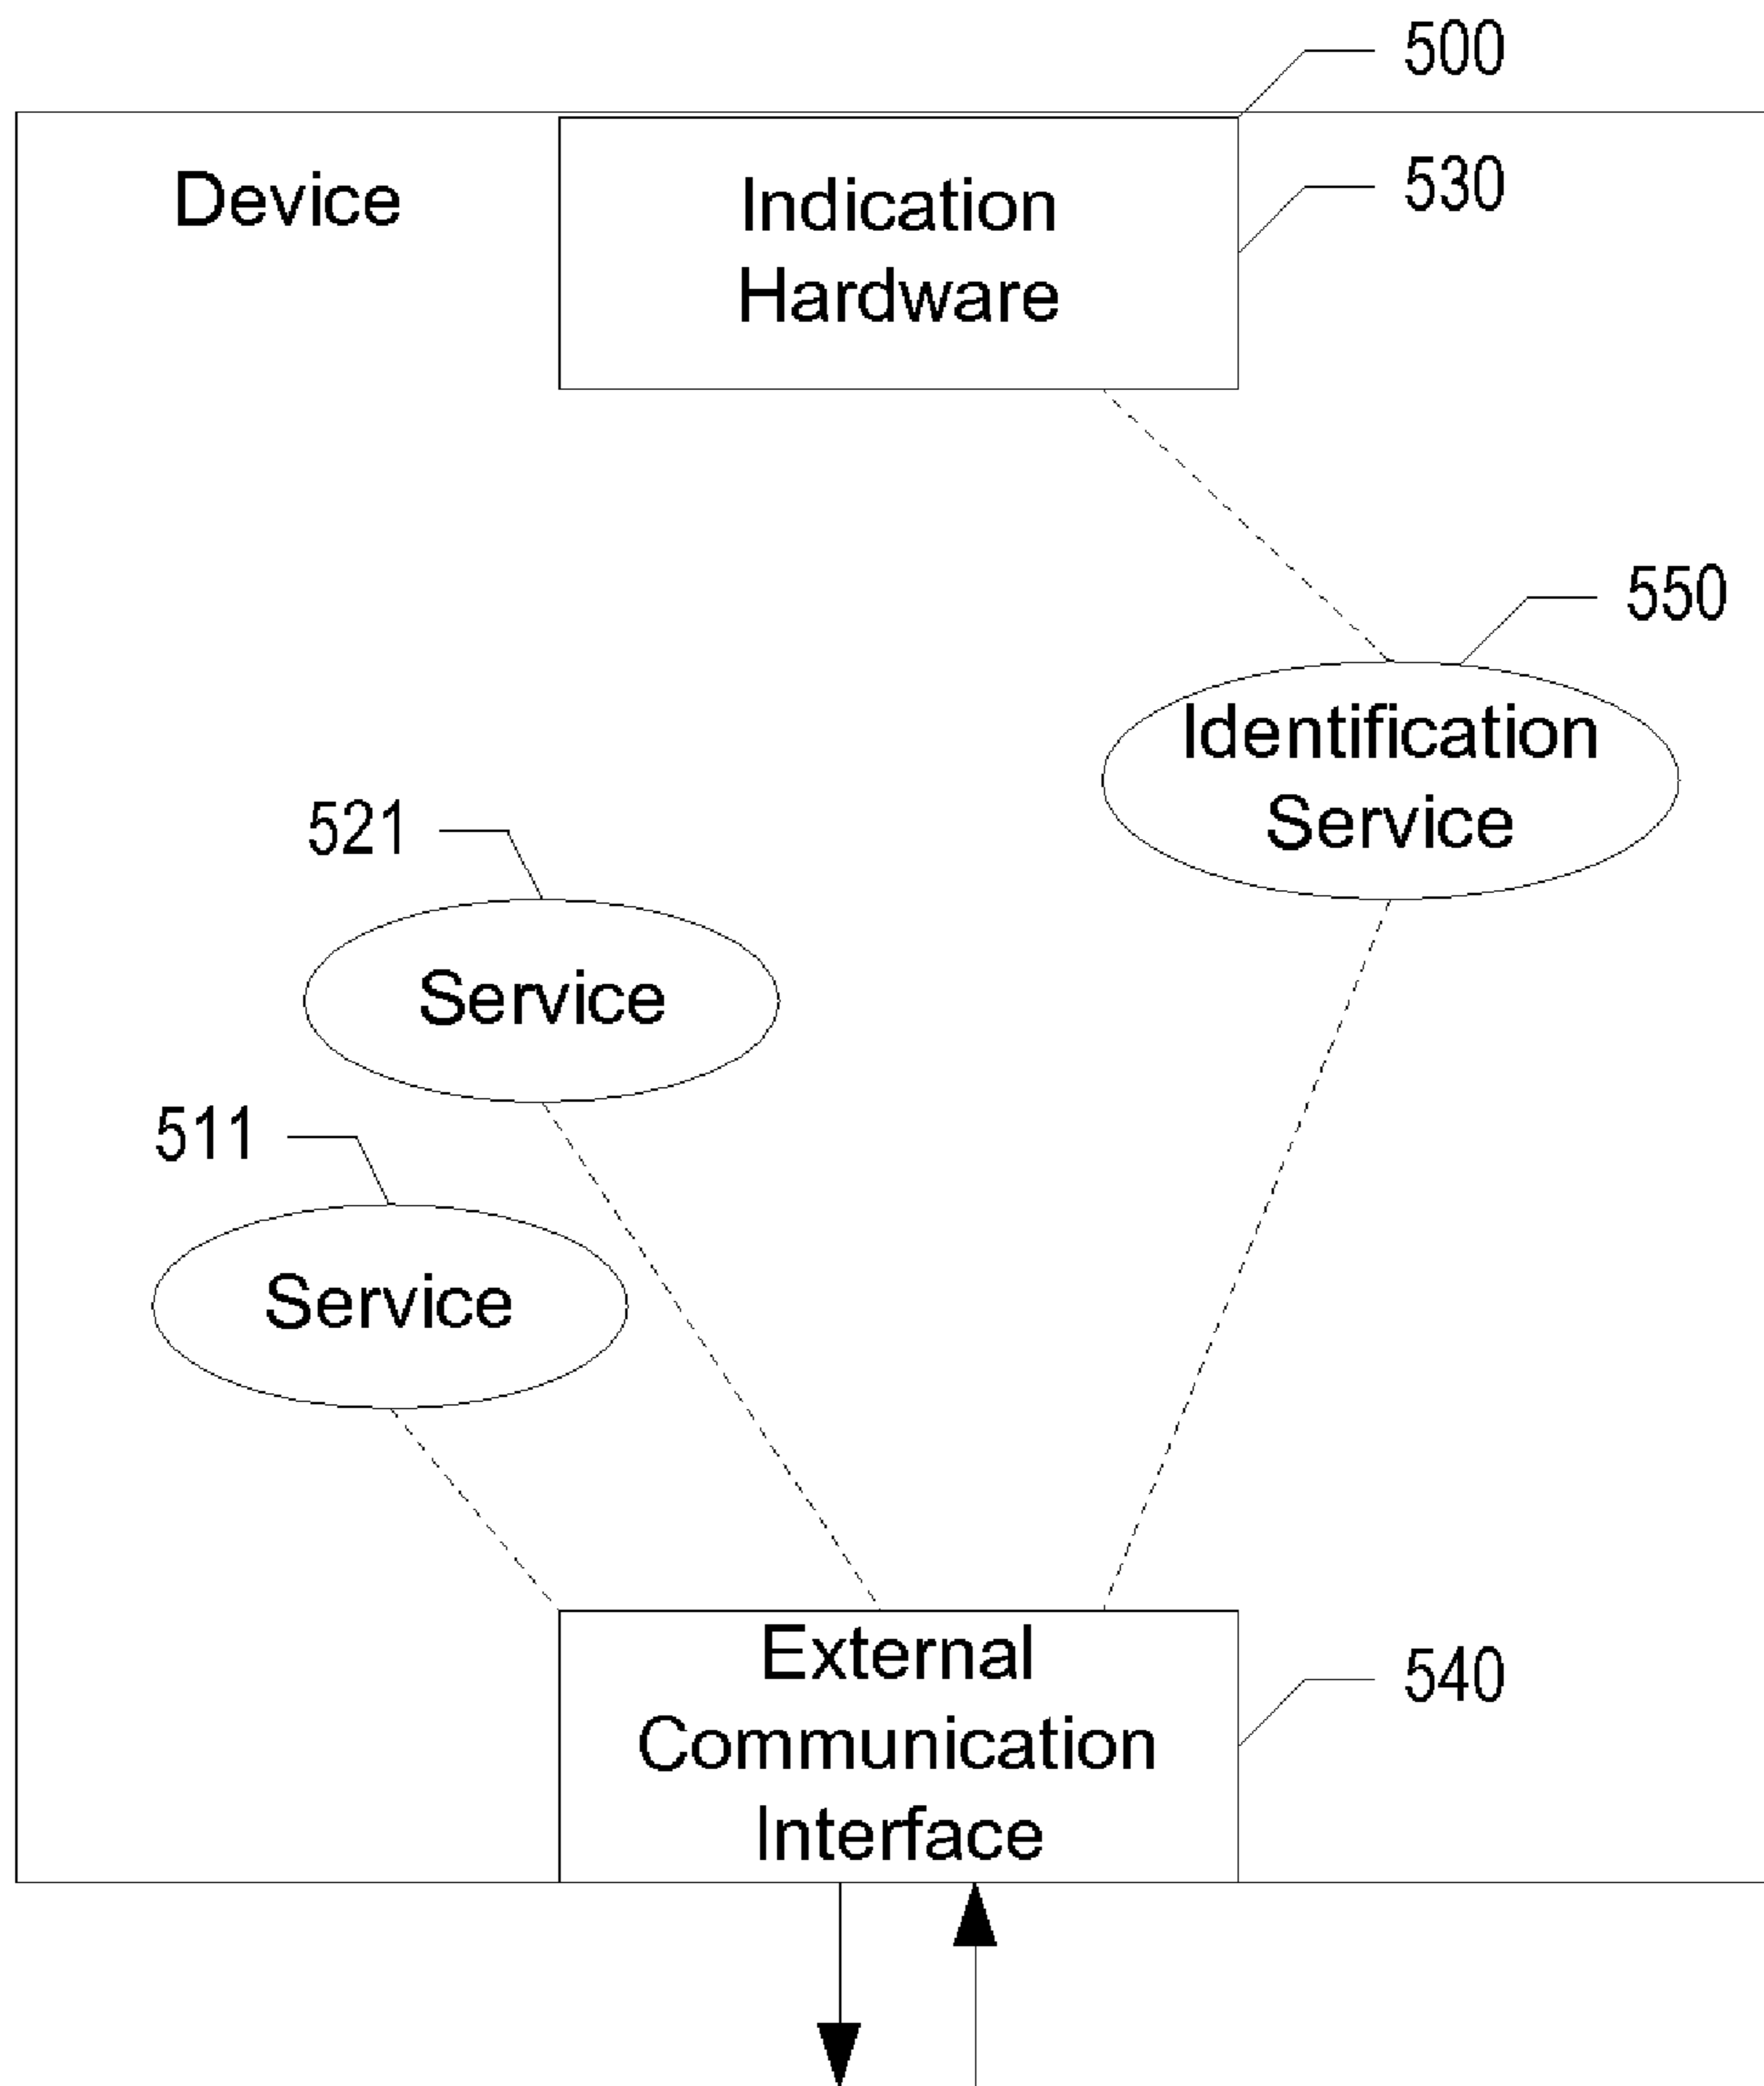 500
Device
Indication
Hardware
530
550
Identification
Service
521
Service
511
Service
External
Communication
Interface
540